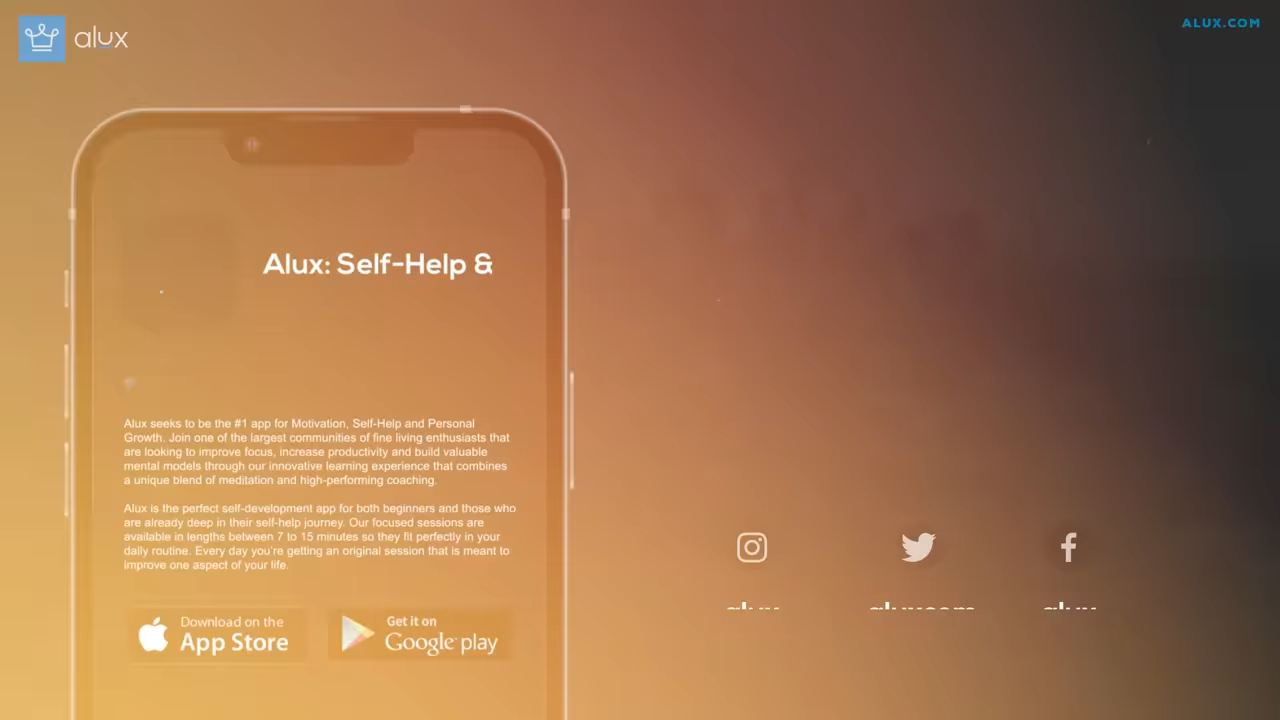 alux
ALUX.COM
Alux: Self-Help &
Alux seeks to be the #1 app for Motivation, Self-Help and Personal
Growth. Join one of the largest communities of fine living enthusiasts that
are looking to improve focus, increase productivity and build valuable
mental models through our innovative learning experience that combines
a unique blend of meditation and high-performing coaching.
Alux is the perfect self-development app for both beginners and those who
are already deep in their self-help journey. Our focused sessions are
available in lengths between 7 to 15 minutes so they fit perfectly in your
daily routine. Every day you're getting an original session that is meant to
improve one aspect of your life.
Download on the
App Store
Get it on
Google play
alux aluxcom alux